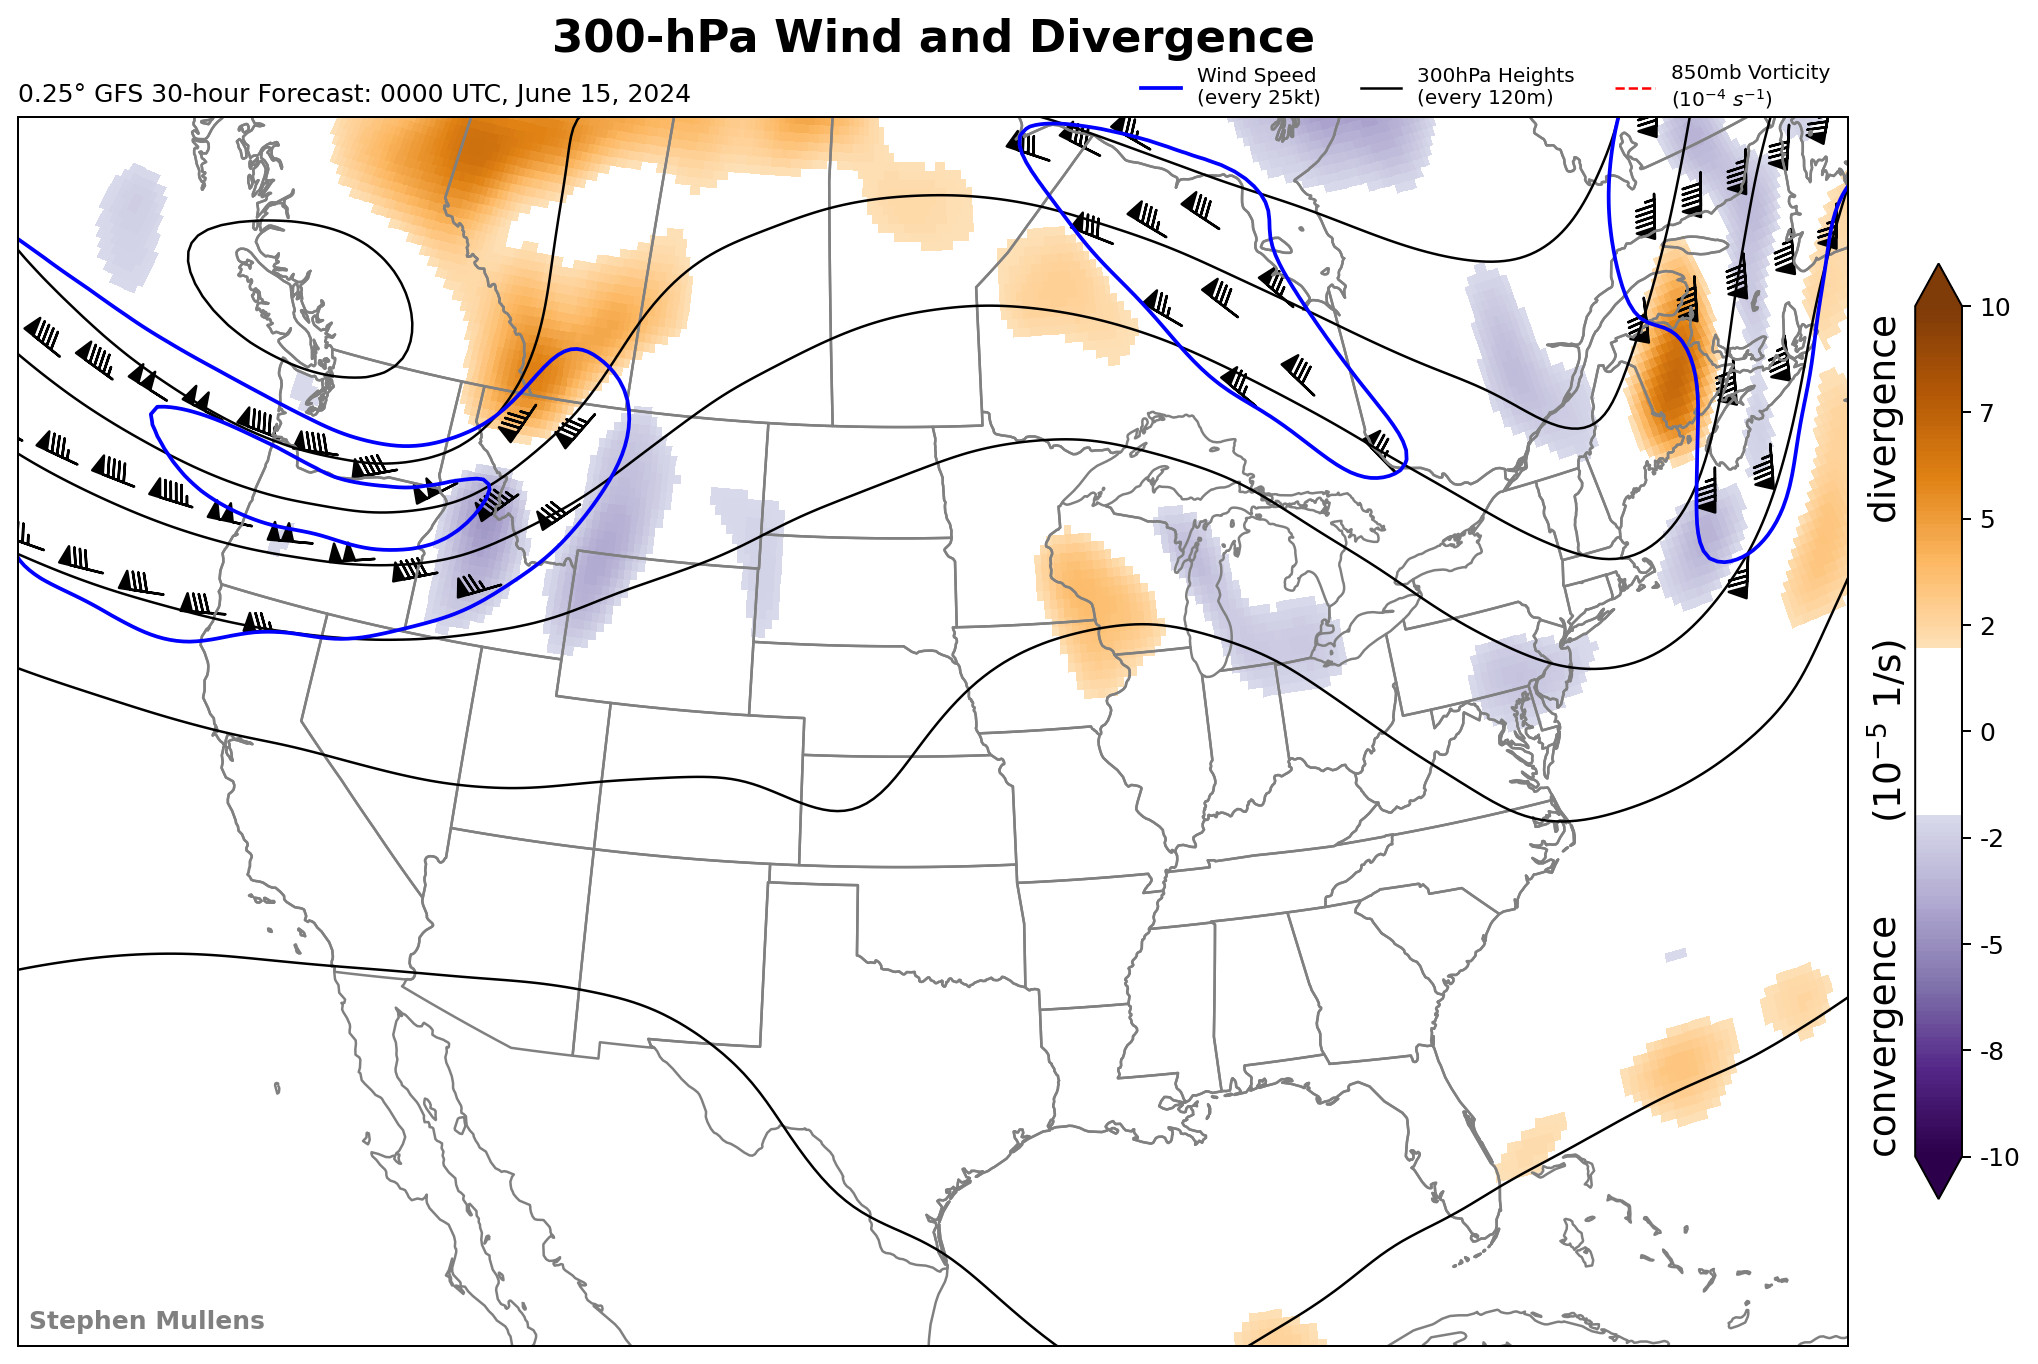 300-hPa Wind and Divergence
0.25° GFS 30-hour Forecast: 0000 UTC, June 15, 2024
Wind Speed
(every 25kt)
300hPa Heights
(every 120m)
850mb Vorticity
(10⁻⁴ s⁻¹)
10
7
5
2
0
-2
-5
-8
-10
convergence (10⁻⁵ 1/s) divergence
Stephen Mullens